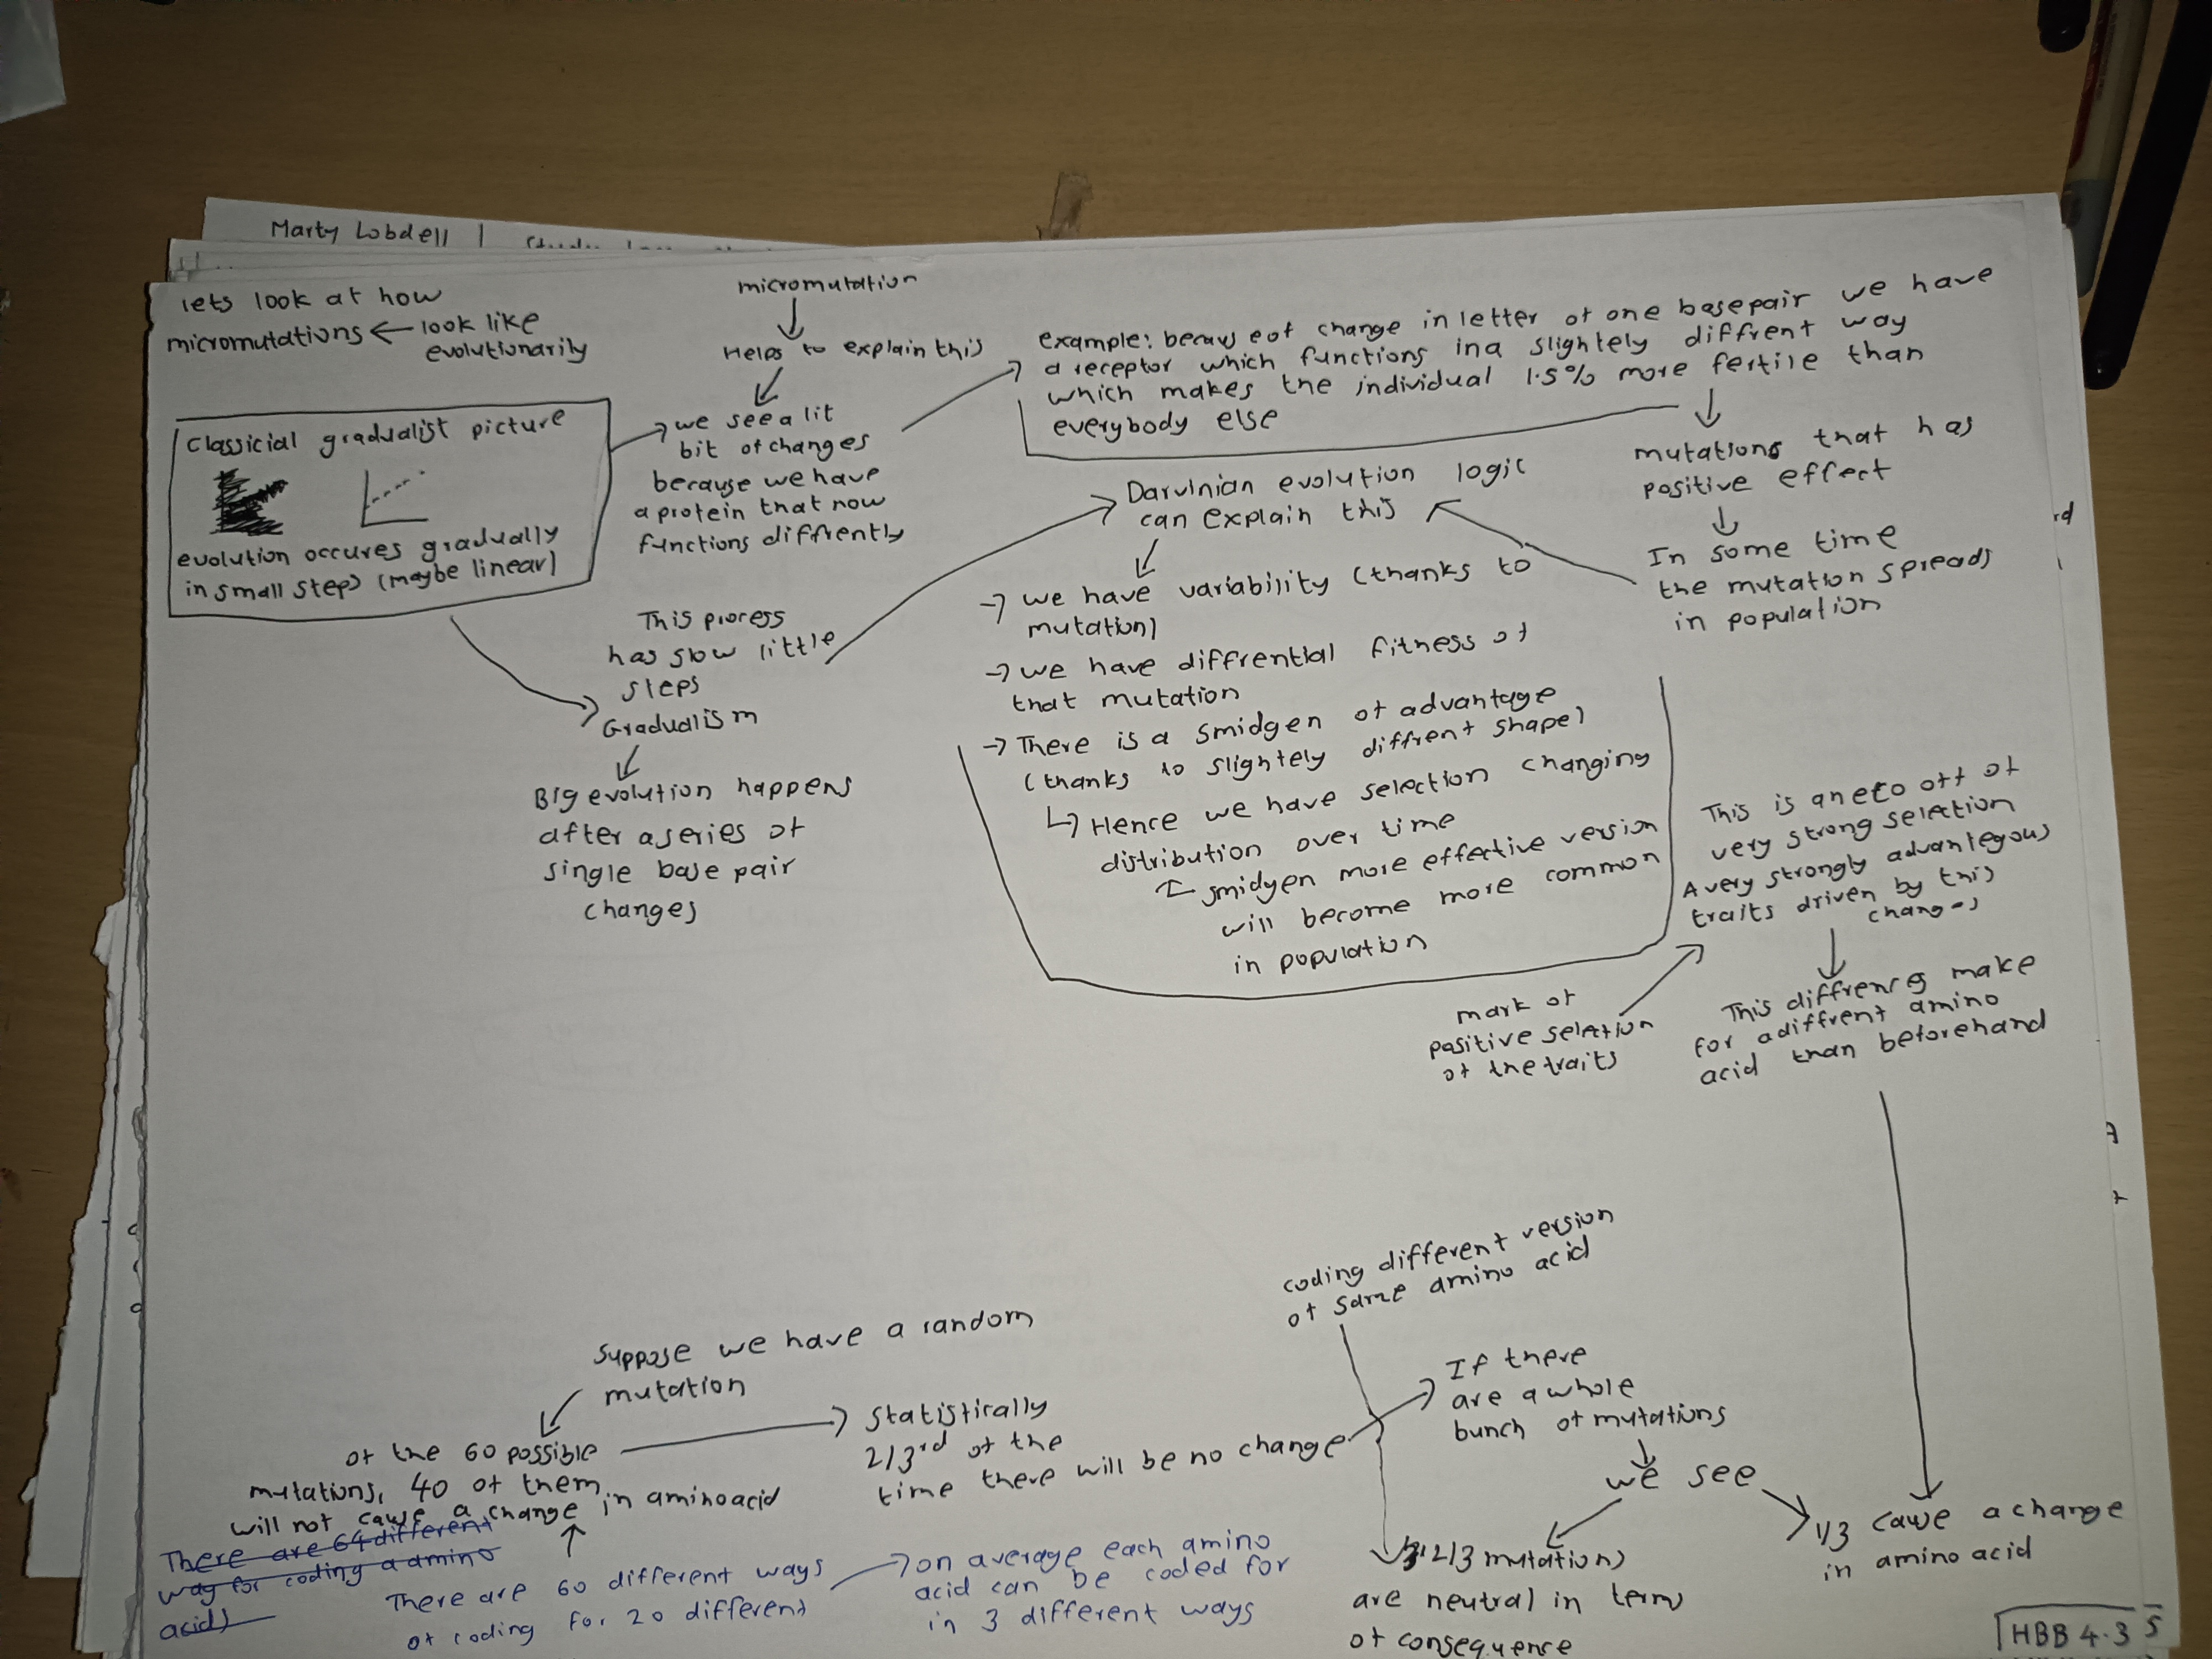 Marty Lobdell |
lets look at how
micromutations ← look like
evolutionarily
Classicial gradualist picture
evolution occures gradually
in small steps (maybe linear)
micromutation
Helps to explain this
we see a lit
bit of changes
because we have
a protein that now
functions diffrently
example: because of change in letter of one basepair we have
a receptor which functions in a slightely diffrent way
which makes the individual 1.5% more fertile than
everybody else
mutations that has
positive effect
In some time
the mutation spreads
in population
Darvinian evolution logic
can explain this
→ we have variability (thanks to
mutation)
→ we have diffrential fitness of
that mutation
→ There is a smidgen of advantage
(thanks to slightely diffrent shape)
↳ Hence we have selection changing
distribution over time
smidgen more effective version
will become more common
in population
This process
has slow little
steps
Gradualism
Big evolution happens
after a series of
single base pair
changes
mark of
positive selection
of the traits
very strong selection
A very strongly advantegous
traits driven by this
changes
This diffrences make
for a diffrent amino
acid than beforehand
coding different version
of same amino acid
suppose we have a random
mutation
of the 60 possible
mutations, 40 of them
will not cause a change in aminoacid
There are 64 different
way for coding a amino
acid)
There are 60 different ways
of coding for 20 different
on average each amino
acid can be coded for
in 3 different ways
Statistically
2/3rd of the
time there will be no change
If there
are a whole
bunch of mutations
we see
2/3 mutations
are neutral in terms
of consequence
1/3 cause a change
in amino acid
HBB 4.3 5